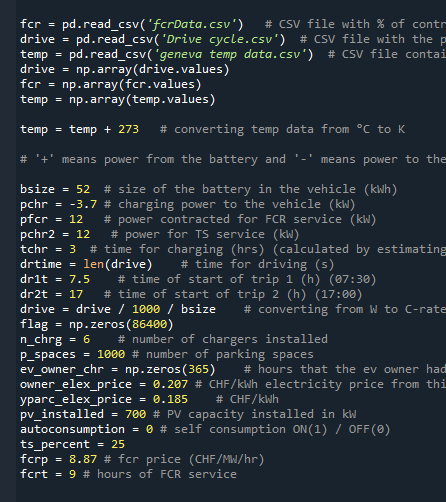 fcr = pd.read_csv('fcrData.csv')   # CSV file with % of contr
drive = pd.read_csv('Drive cycle.csv')  # CSV file with the p
temp = pd.read_csv('geneva temp data.csv')  # CSV file contai
drive = np.array(drive.values)
fcr = np.array(fcr.values)
temp = np.array(temp.values)
temp = temp + 273   # converting temp data from °C to K
# '+' means power from the battery and '-' means power to the
bsize = 52  # size of the battery in the vehicle (kWh)
pchr = -3.7 # charging power to the vehicle (kW)
pfcr = 12   # power contracted for FCR service (kW)
pchr2 = 12   # power for TS service (kW)
tchr = 3  # time for charging (hrs) (calculated by estimating
drtime = len(drive)    # time for driving (s)
dr1t = 7.5    # time of start of trip 1 (h) (07:30)
dr2t = 17   # time of start of trip 2 (h) (17:00)
drive = drive / 1000 / bsize    # converting from W to C-rate
flag = np.zeros(86400)
n_chrg = 6    # number of chargers installed
p_spaces = 1000 # number of parking spaces
ev_owner_chr = np.zeros(365)    # hours that the ev owner had
owner_elex_price = 0.207 # CHF/kWh electricity price from thi
yparc_elex_price = 0.185    # CHF/kWh
pv_installed = 700 # PV capacity installed in kW
autoconsumption = 0 # self consumption ON(1) / OFF(0)
ts_percent = 25
fcrp = 8.87 # fcr price (CHF/MW/hr)
fcrt = 9 # hours of FCR service